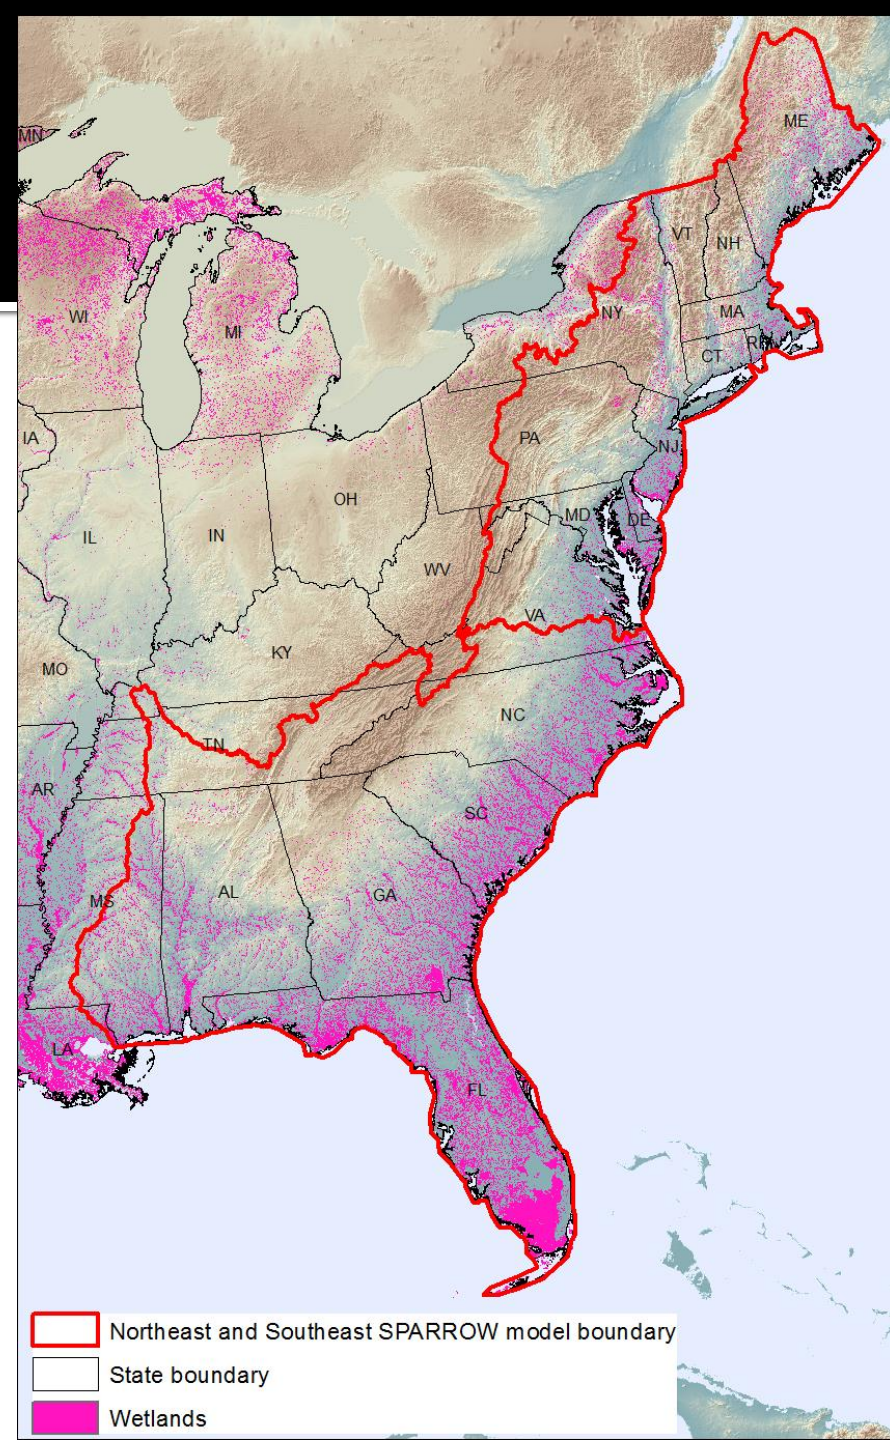 MN
ME
VT
NH
WI
MI
NY
MA
CT
RI
IA
PA
NJ
OH
IL
IN
MD
DE
WV
VA
KY
MO
NC
TN
AR
SC
MS
AL
GA
LA
FL
Northeast and Southeast SPARROW model boundary
State boundary
Wetlands